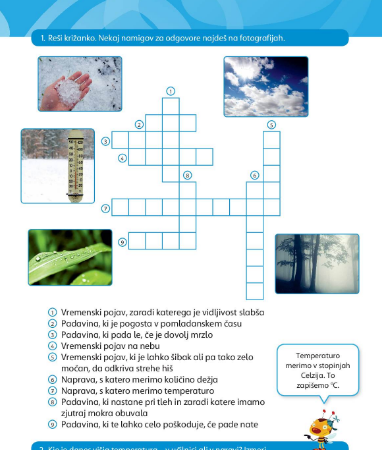 1. Reši križanko. Nekaj namigov za odgovore najdeš na fotografijah.
1
2
5
3
4
8
6
7
9
1 Vremenski pojav, zaradi katerega je vidljivost slabša
2 Padavina, ki je pogosta v pomladanskem času
3 Padavina, ki pada le, če je dovolj mrzlo
4 Vremenski pojav na nebu
5 Vremenski pojav, ki je lahko šibak ali pa tako zelo
močan, da odkriva strehe hiš
6 Naprava, s katero merimo količino dežja
7 Naprava, s katero merimo temperaturo
8 Padavina, ki nastane pri tleh in zaradi katere imamo
zjutraj mokra obuvala
9 Padavina, ki te lahko celo poškoduje, če pade nate
Temperaturo
merimo v stopinjah
Celzija. To
zapišemo °C.